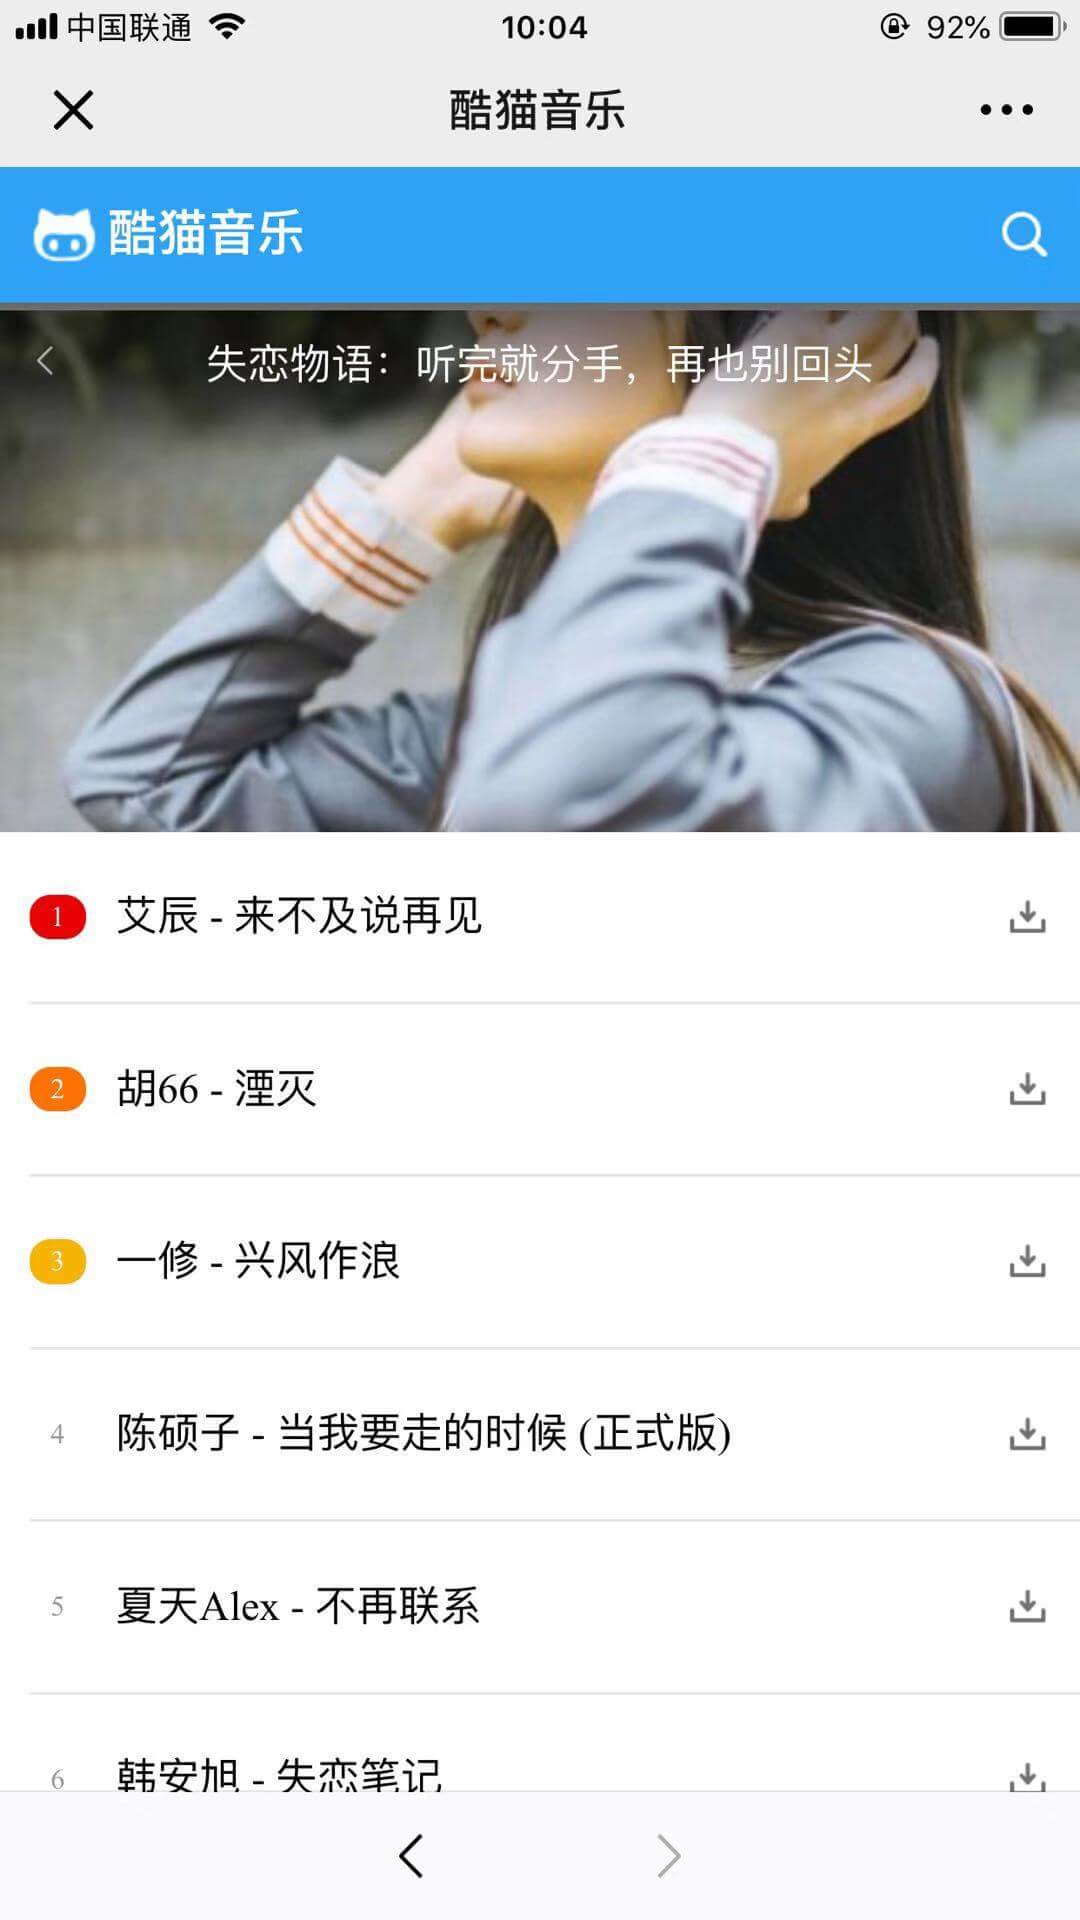 中国联通 10:04 92%
酷猫音乐
酷猫音乐
失恋物语：听完就分手，再也别回头
1 艾辰 - 来不及说再见
2 胡66 - 湮灭
3 一修 - 兴风作浪
4 陈硕子 - 当我要走的时候 (正式版)
5 夏天Alex - 不再联系
6 韩安旭 - 失恋笔记